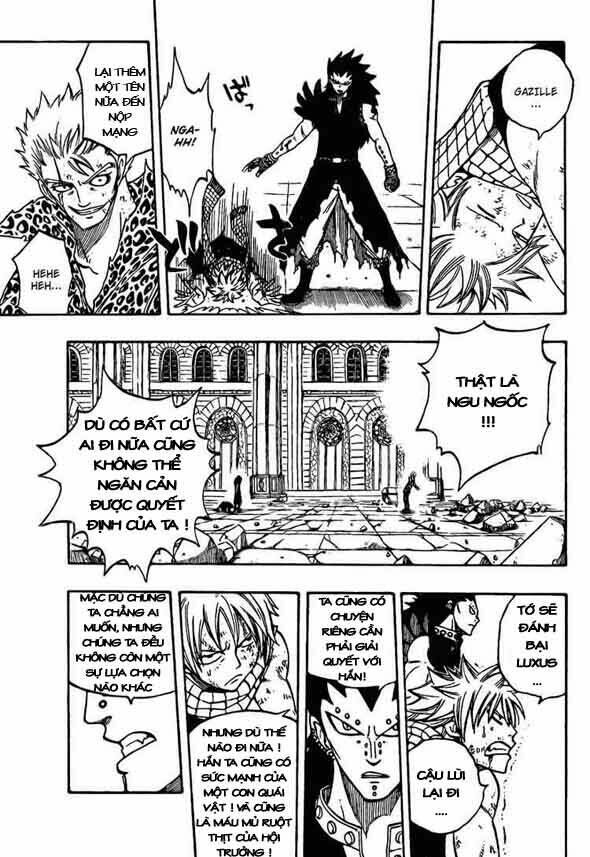 GAZILLE
...
NGA-
HH!
ば、
LẠI THÊM
MỘT TÊN
NỮA ĐẾN
NỘP
MẠNG
HEHE
HEH...
THẬT LÀ
NGU NGỐC
!!!
DÙ CÓ BẤT CỨ
AI ĐI NỮA CŨNG
KHÔNG THỂ
NGĂN CẢN
ĐƯỢC QUYẾT
ĐỊNH CỦA TA !
TỚ SẼ
ĐÁNH
BẠI
LUXUS
...
CẬU LÙI
LẠI ĐI
...
TA CŨNG CÓ
CHUYỆN
RIÊNG CẦN
PHẢI GIẢI
QUYẾT VỚI
HẮN!
NHƯNG DÙ THẾ
NÀO ĐI NỮA !
HẮN TA CŨNG CÓ
SỨC MẠNH CỦA
MỘT CON QUÁI
VẬT ! VÀ CŨNG
LÀ MÁU MỦ RUỘT
THỊT CỦA HỘI
TRƯỞNG !
MẶC DÙ CHÚNG
TA CHẲNG AI
MUỐN, NHƯNG
CHÚNG TA ĐỀU
KHÔNG CÒN MỘT
SỰ LỰA CHỌN
NÀO KHÁC